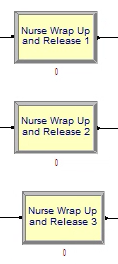 Nurse Wrap Up
and Release 1
0
Nurse Wrap Up
and Release 2
0
Nurse Wrap Up
and Release 3
0